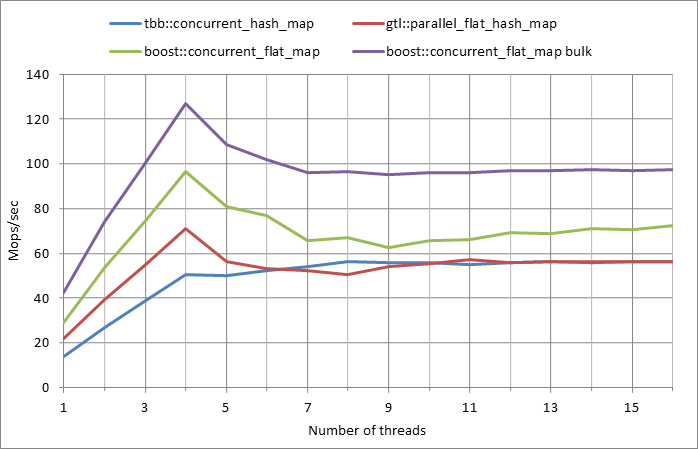 tbb::concurrent_hash_map
gtl::parallel_flat_hash_map
boost::concurrent_flat_map
boost::concurrent_flat_map bulk
140
120
100
80
60
40
20
0
Mops/sec
1
3
5
7
9
11
13
15
Number of threads